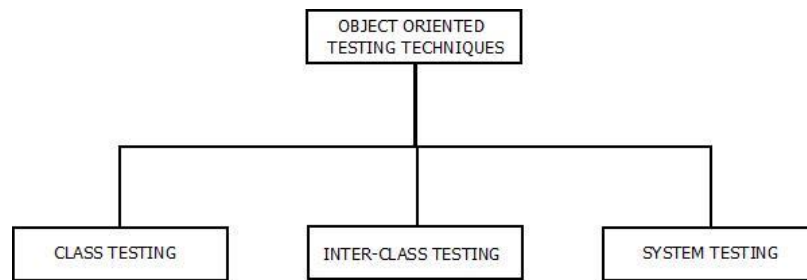 OBJECT ORIENTED
TESTING TECHNIQUES
CLASS TESTING
INTER-CLASS TESTING
SYSTEM TESTING